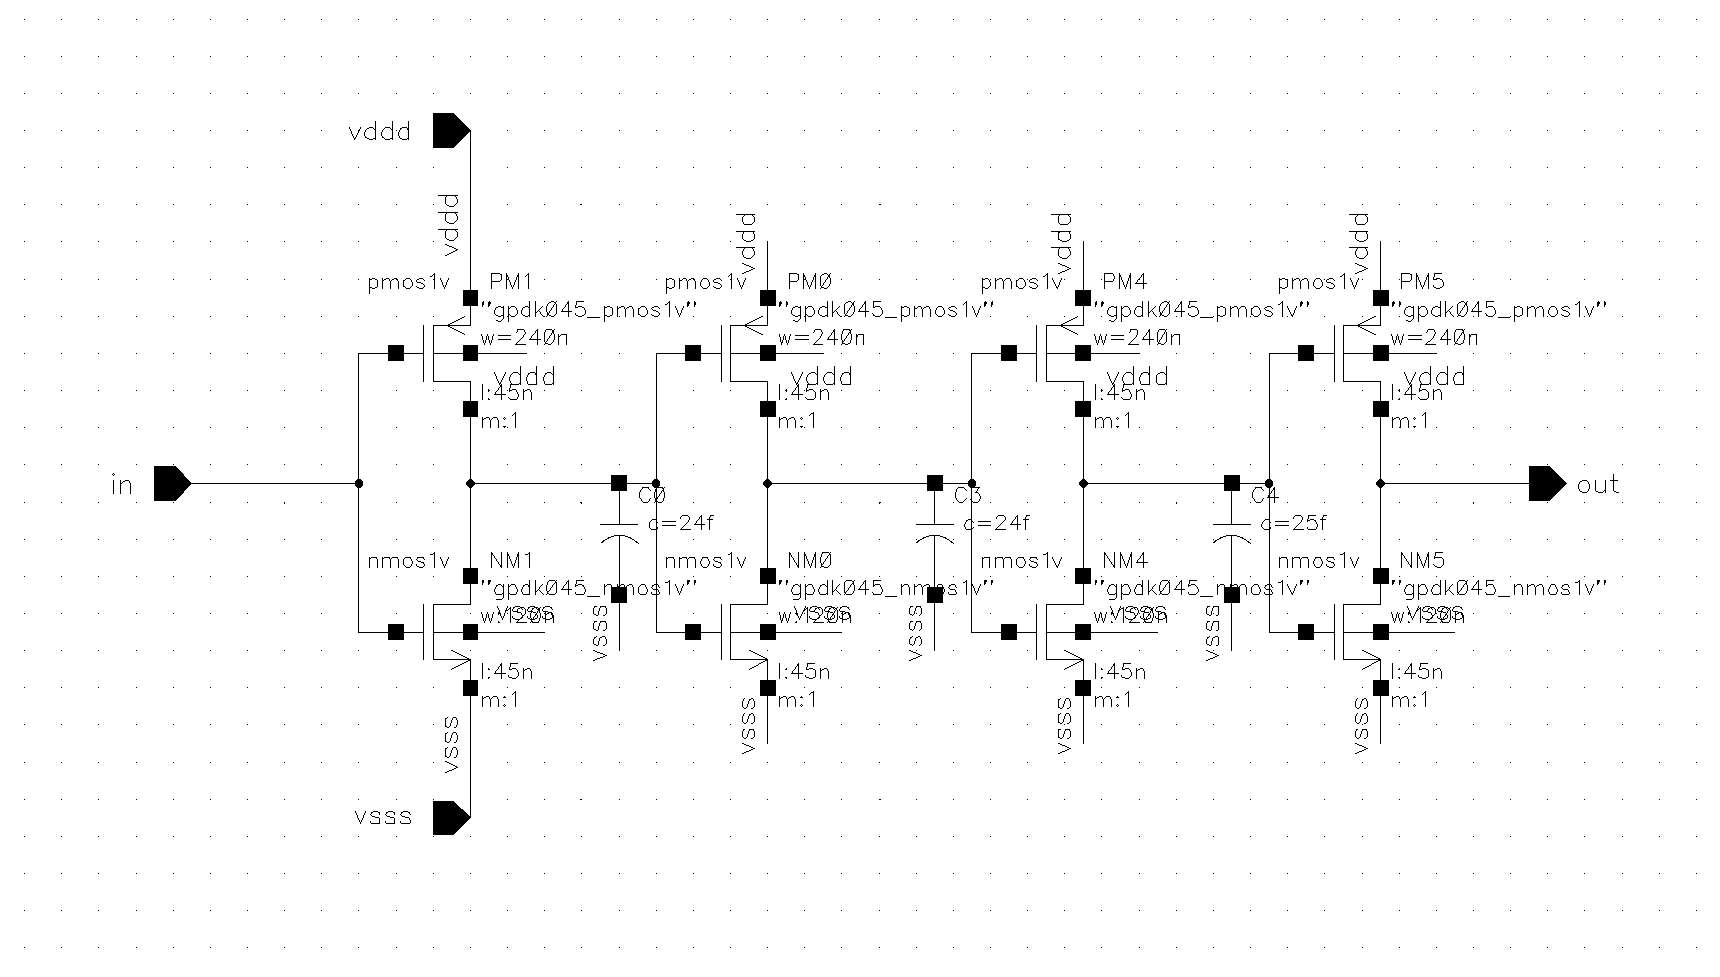 vddd
vddd
vddd
vddd
vddd
pmos1v PM1
"gpdk045_pmos1v"
w=240n
vddd
l:45n
m:1
pmos1v PM0
"gpdk045_pmos1v"
w=240n
vddd
l:45n
m:1
pmos1v PM4
"gpdk045_pmos1v"
w=240n
vddd
l:45n
m:1
pmos1v PM5
"gpdk045_pmos1v"
w=240n
vddd
l:45n
m:1
in
C0
c=24f
C3
c=24f
C4
c=25f
out
nmos1v NM1
"gpdk045_nmos1v"
vsss
w:120n
l:45n
m:1
vsss
nmos1v NM0
"gpdk045_nmos1v"
vsss
w:120n
l:45n
m:1
vsss
nmos1v NM4
"gpdk045_nmos1v"
vsss
w:120n
l:45n
m:1
vsss
nmos1v NM5
"gpdk045_nmos1v"
vsss
w:120n
l:45n
m:1
vsss
vsss
vsss
vsss
vsss